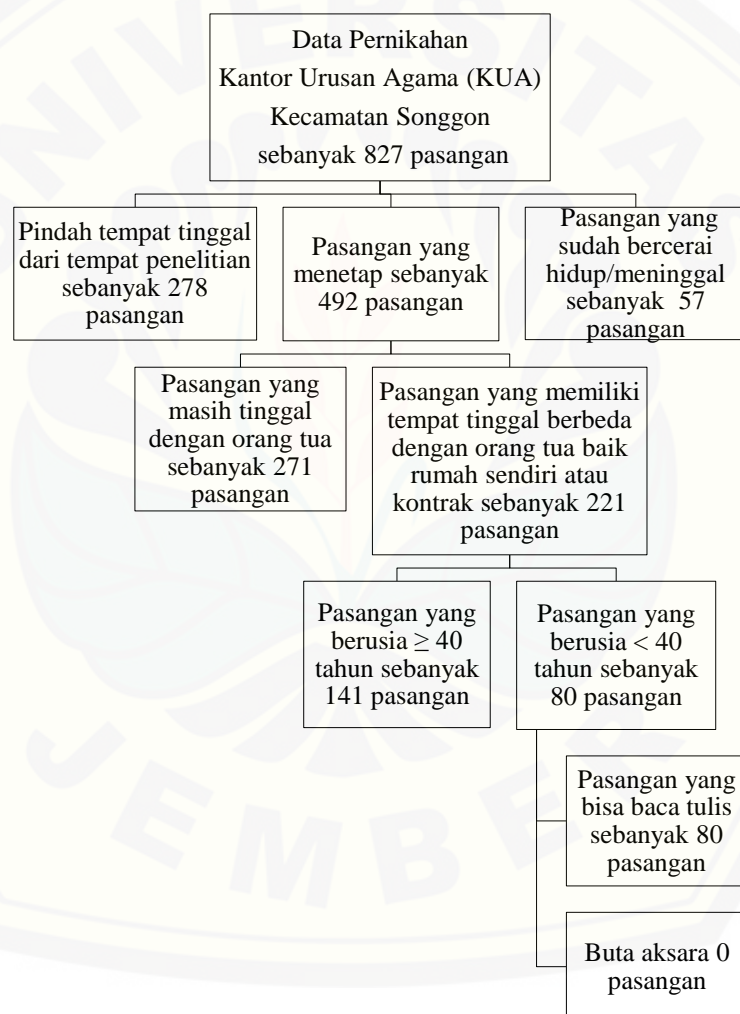 Data Pernikahan
Kantor Urusan Agama (KUA)
Kecamatan Songgon
sebanyak 827 pasangan
Pindah tempat tinggal
dari tempat penelitian
sebanyak 278
pasangan
Pasangan yang
menetap sebanyak
492 pasangan
Pasangan yang
sudah bercerai
hidup/meninggal
sebanyak 57
pasangan
Pasangan yang
masih tinggal
dengan orang tua
sebanyak 271
pasangan
Pasangan yang memiliki
tempat tinggal berbeda
dengan orang tua baik
rumah sendiri atau
kontrak sebanyak 221
pasangan
Pasangan yang
berusia ≥ 40
tahun sebanyak
141 pasangan
Pasangan yang
berusia < 40
tahun sebanyak
80 pasangan
Pasangan yang
bisa baca tulis
sebanyak 80
pasangan
Buta aksara 0
pasangan
UNIVERSITAS
JEMBER